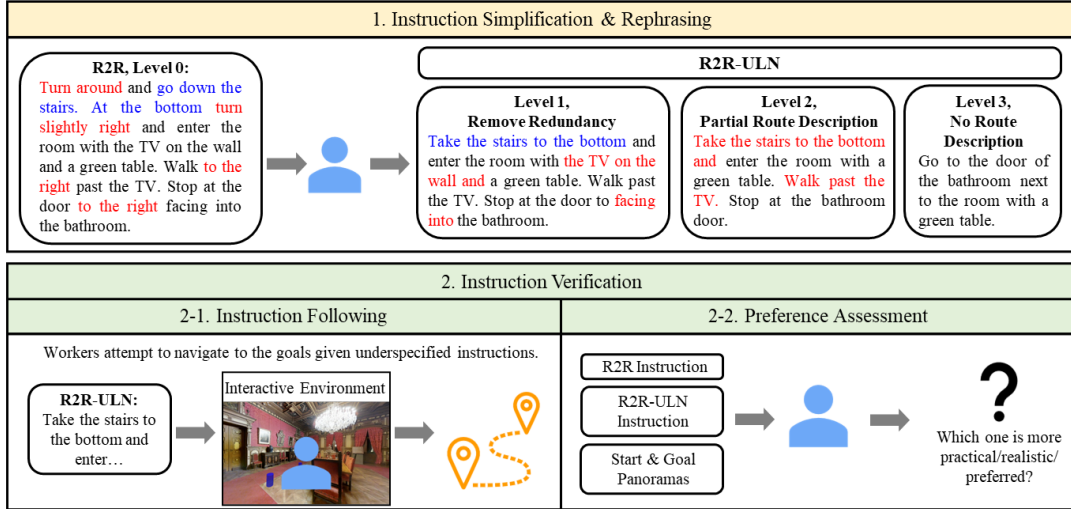 1. Instruction Simplification & Rephrasing
R2R, Level 0:
Turn around and go down the
stairs. At the bottom turn
slightly right and enter the
room with the TV on the wall
and a green table. Walk to the
right past the TV. Stop at the
door to the right facing into
the bathroom.
R2R-ULN
Level 1,
Remove Redundancy
Take the stairs to the bottom and
enter the room with the TV on the
wall and a green table. Walk past
the TV. Stop at the door to facing
into the bathroom.
Level 2,
Partial Route Description
Take the stairs to the bottom
and enter the room with a
green table. Walk past the
TV. Stop at the bathroom
door.
Level 3,
No Route
Description
Go to the door of
the bathroom next
to the room with a
green table.
2. Instruction Verification
2-1. Instruction Following
Workers attempt to navigate to the goals given underspecified instructions.
R2R-ULN:
Take the stairs to
the bottom and
enter…
Interactive Environment
2-2. Preference Assessment
R2R Instruction
R2R-ULN
Instruction
Start & Goal
Panoramas
?
Which one is more
practical/realistic/
preferred?